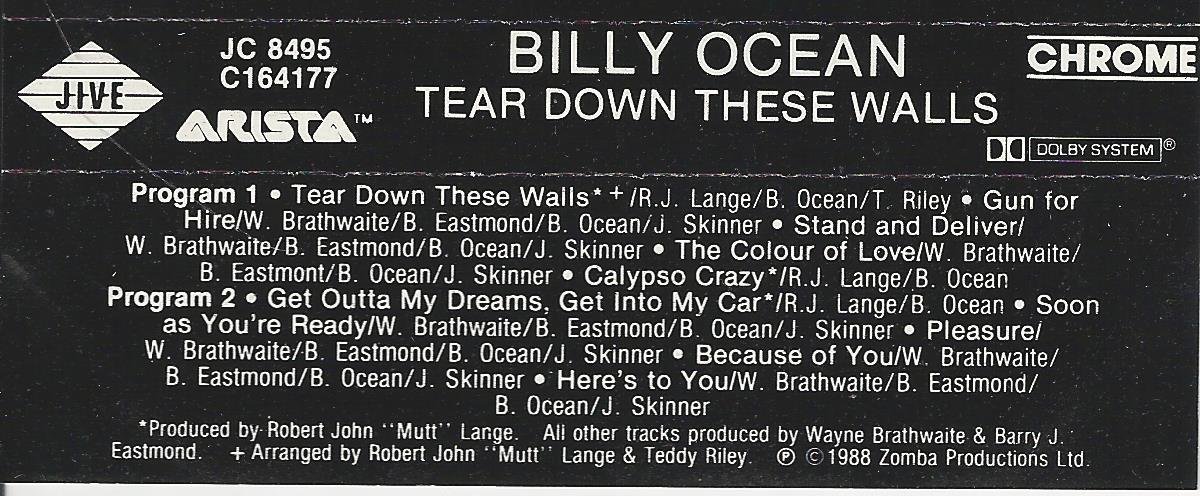 JIVE
JC 8495
C164177
ARISTA™
BILLY OCEAN
TEAR DOWN THESE WALLS
CHROME
DOLBY SYSTEM®
Program 1 • Tear Down These Walls*+/R.J. Lange/B. Ocean/T. Riley • Gun for
Hire/W. Brathwaite/B. Eastmond/B. Ocean/J. Skinner • Stand and Deliver/
W. Brathwaite/B. Eastmond/B. Ocean/J. Skinner • The Colour of Love/W. Brathwaite/
B. Eastmont/B. Ocean/J. Skinner • Calypso Crazy*/R.J. Lange/B. Ocean
Program 2 • Get Outta My Dreams, Get Into My Car*/R.J. Lange/B. Ocean • Soon
as You're Ready/W. Brathwaite/B. Eastmond/B. Ocean/J. Skinner • Pleasure/
W. Brathwaite/B. Eastmond/B. Ocean/J. Skinner • Because of You/W. Brathwaite/
B. Eastmond/B. Ocean/J. Skinner • Here's to You/W. Brathwaite/B. Eastmond/
B. Ocean/J. Skinner
*Produced by Robert John "Mutt" Lange. All other tracks produced by Wayne Brathwaite & Barry J.
Eastmond. + Arranged by Robert John "Mutt" Lange & Teddy Riley. ℗ ©1988 Zomba Productions Ltd.